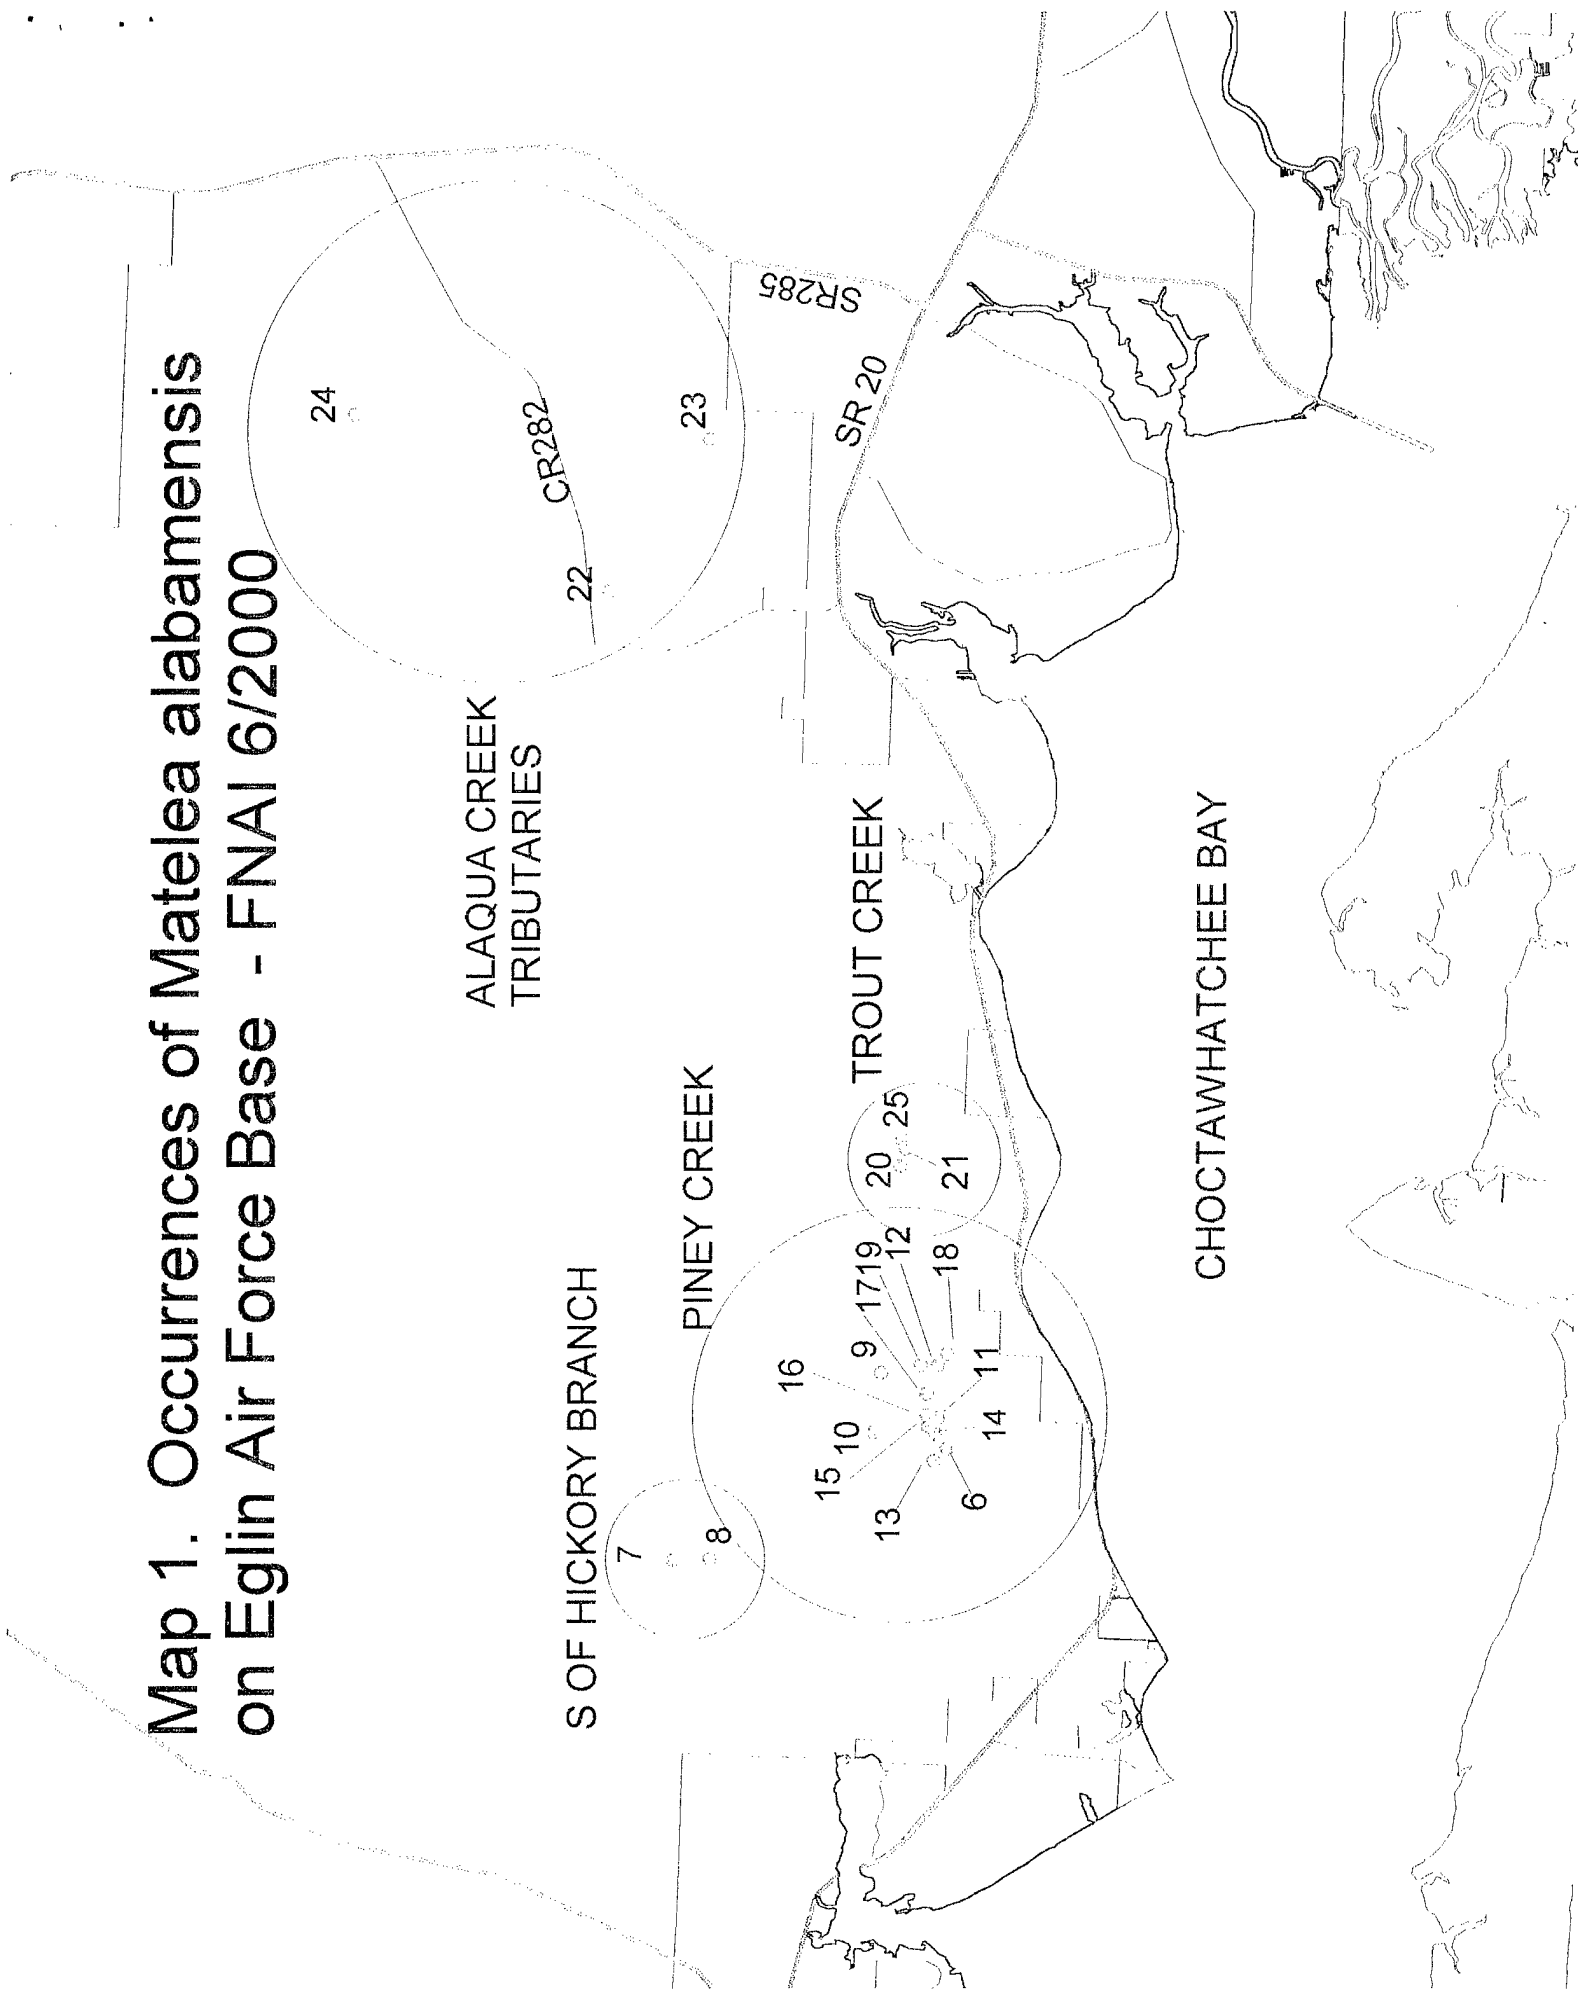 Map 1. Occurrences of Matelea alabamensis
on Eglin Air Force Base - FNAI 6/2000
24
CR282
22
23
SR285
SR 20
ALAQUA CREEK
TRIBUTARIES
S OF HICKORY BRANCH
7
8
PINEY CREEK
16
9
17
19
12
18
10
15
13
6
14
11
TROUT CREEK
20
25
21
CHOCTAWHATCHEE BAY